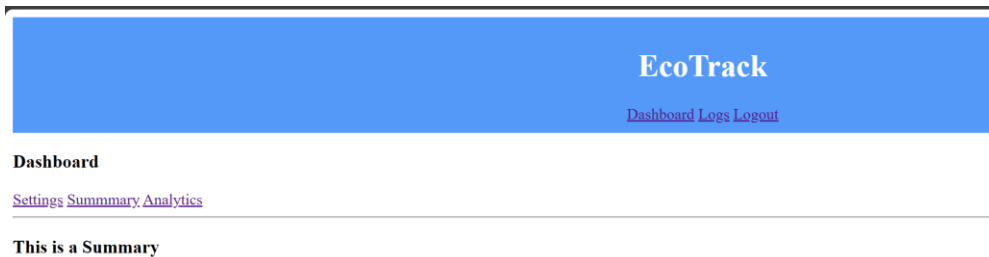 EcoTrack
Dashboard Logs Logout
Dashboard
Settings Summmary Analytics
This is a Summary